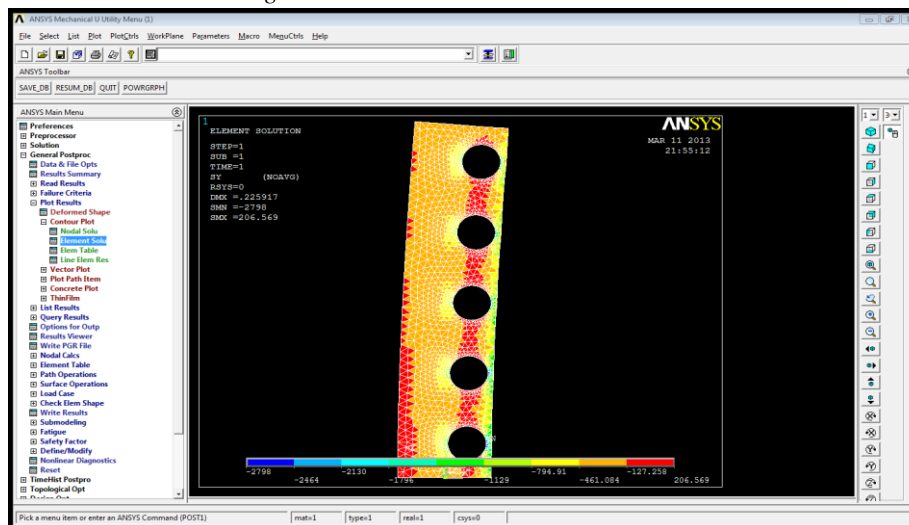 ANSYS Mechanical U Utility Menu (1)
File Select List Plot PlotCtrls WorkPlane Parameters Macro MenuCtrls Help
ANSYS Toolbar
SAVE_DB RESUM_DB QUIT POWRGRPH
ANSYS Main Menu
Preferences
Preprocessor
Solution
General Postproc
Data & File Opts
Results Summary
Read Results
Failure Criteria
Plot Results
Deformed Shape
Contour Plot
Nodal Solu
Element Solu
Elem Table
Line Elem Res
Vector Plot
Plot Path Item
Concrete Plot
ThinFilm
List Results
Query Results
Options for Outp
Results Viewer
Write PGR File
Nodal Calcs
Element Table
Path Operations
Surface Operations
Load Case
Check Elem Shape
Write Results
Submodeling
Fatigue
Safety Factor
Define/Modify
Nonlinear Diagnostics
Reset
TimeHist Postpro
Topological Opt
1
ELEMENT SOLUTION
STEP=1
SUB =1
TIME=1
SY (NOAVG)
RSYS=0
DMX =.225917
SMN =-2798
SMX =206.569
ANSYS
MAR 11 2013
21:55:12
-2798 -2130 -794.91 -127.258
-2464 -1796 -1129 -461.084 206.569
1 3
Pick a menu item or enter an ANSYS Command (POST1) mat=1 type=1 real=1 csys=0